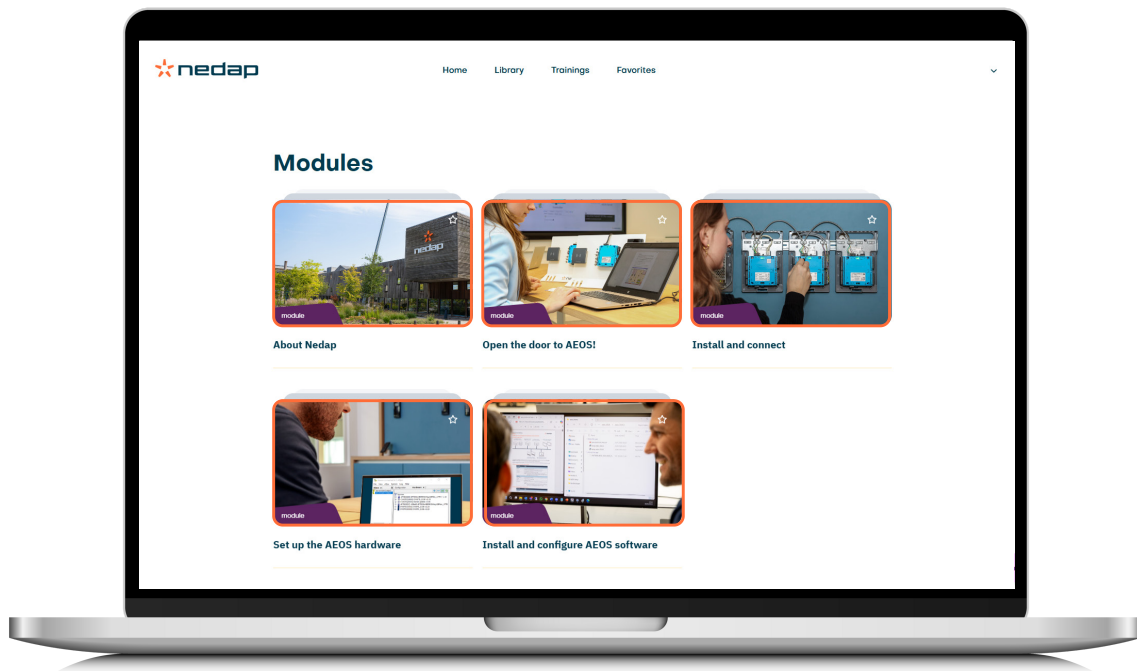 nedap
Home Library Trainings Favorites
Modules
nedap
module
module
module
About Nedap
Open the door to AEOS!
Install and connect
module
module
Set up the AEOS hardware
Install and configure AEOS software